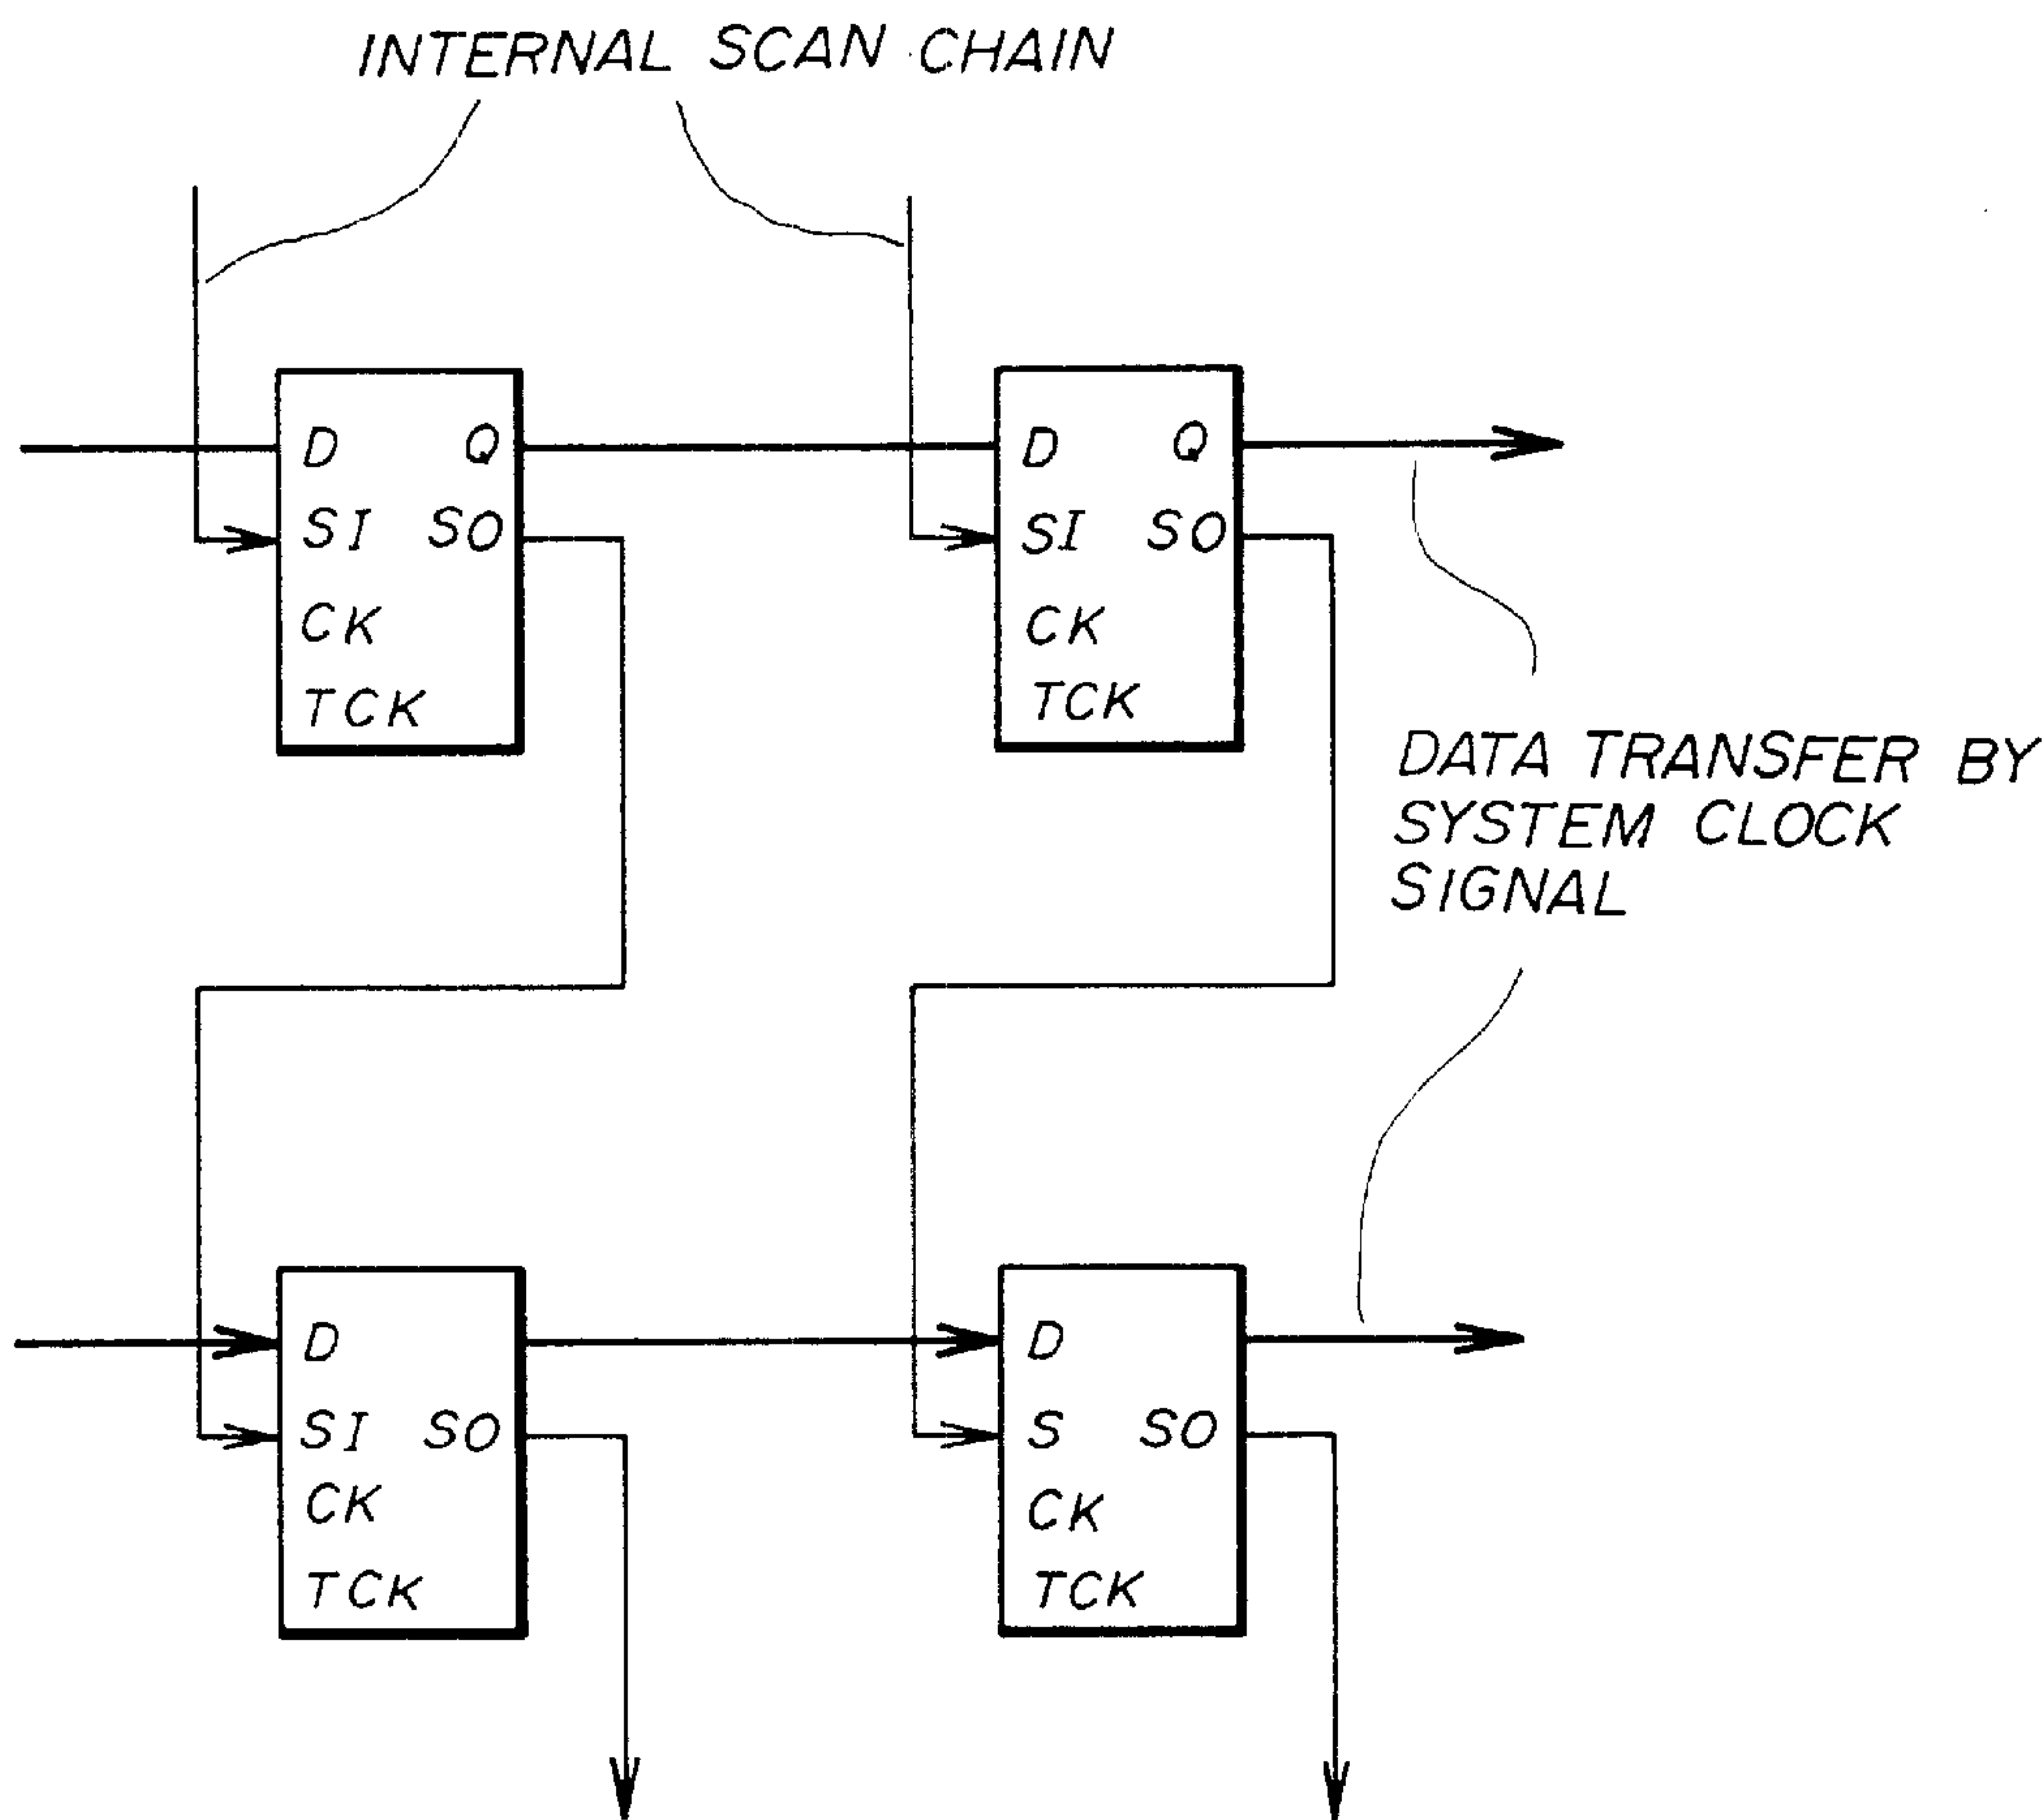 INTERNAL SCAN CHAIN
D Q
SI SO
CK
TCK
D Q
SI SO
CK
TCK
DATA TRANSFER BY
SYSTEM CLOCK
SIGNAL
D
SI SO
CK
TCK
D
S SO
CK
TCK